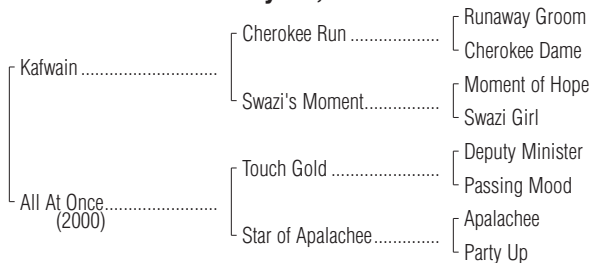 Runaway Groom
Cherokee Run ...................
Cherokee Dame
Kafwain .............................
Moment of Hope
Swazi's Moment................
Swazi Girl
Deputy Minister
Touch Gold .......................
Passing Mood
All At Once........................
(2000)
Apalachee
Star of Apalachee..............
Party Up